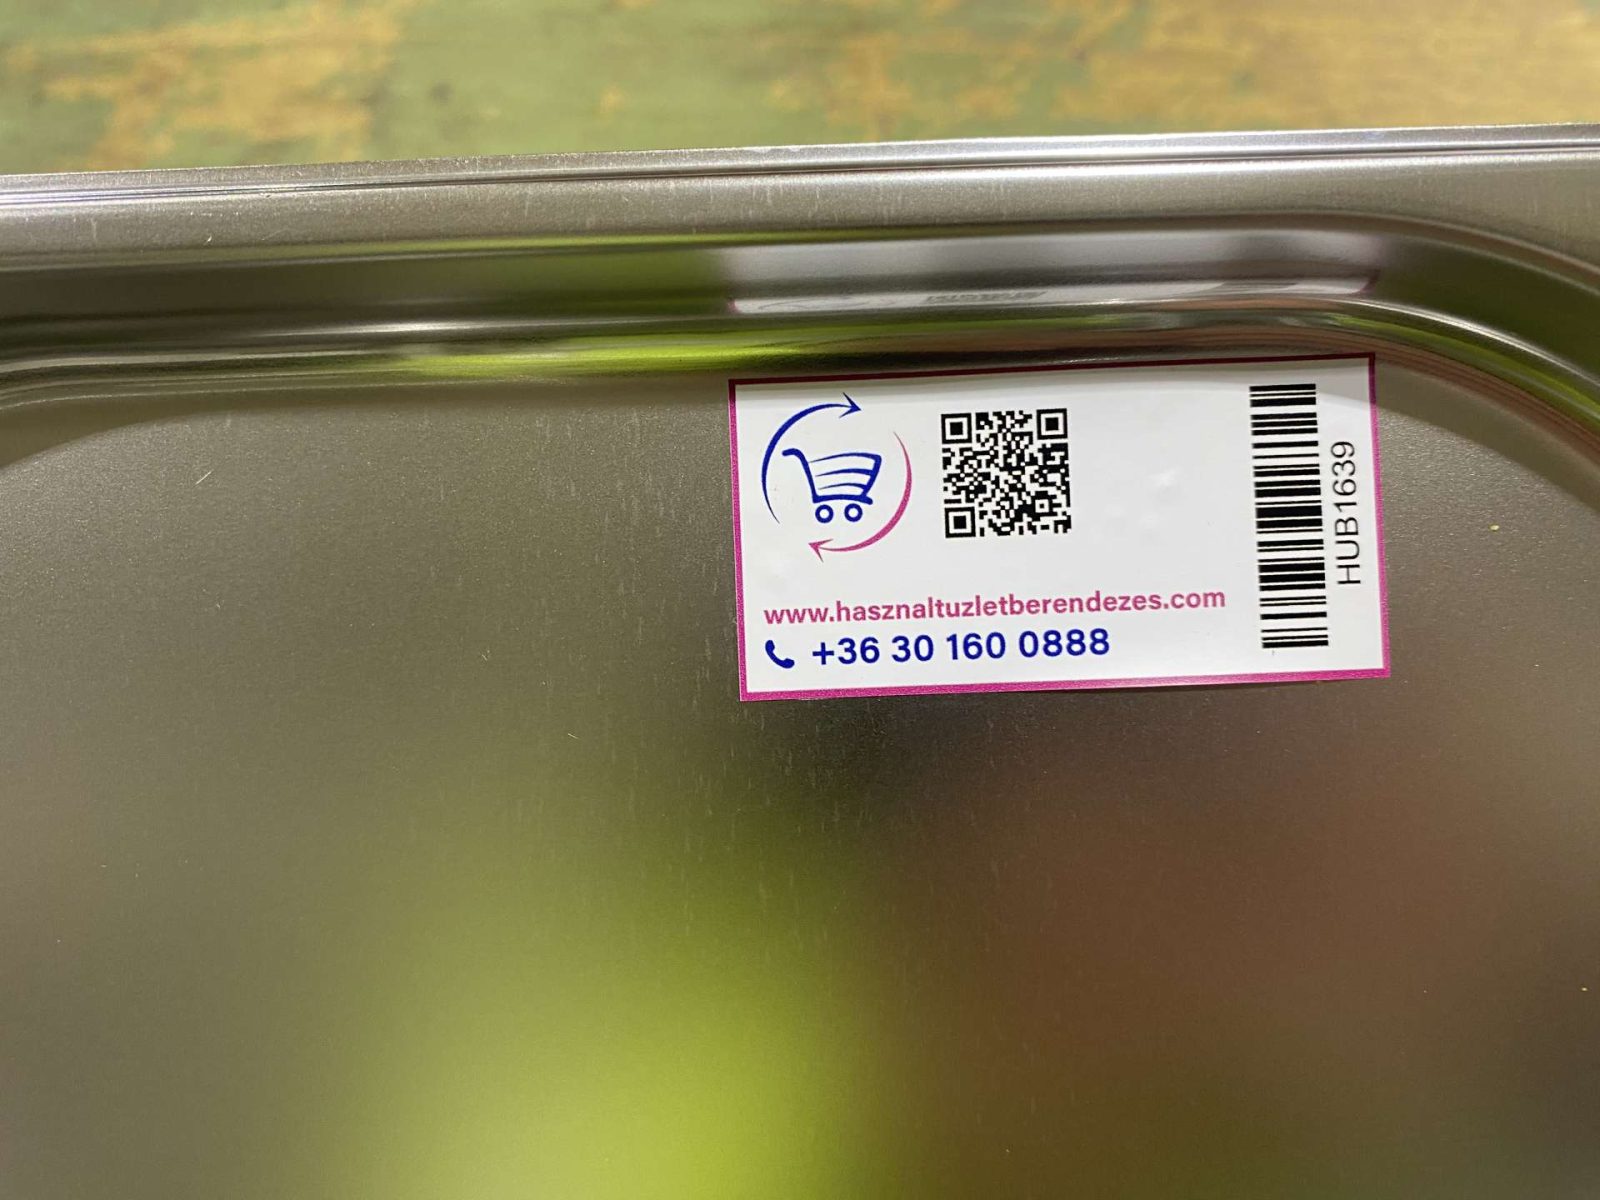 www.hasznaltuzletberendezes.com
+36 30 160 0888
HUB1639